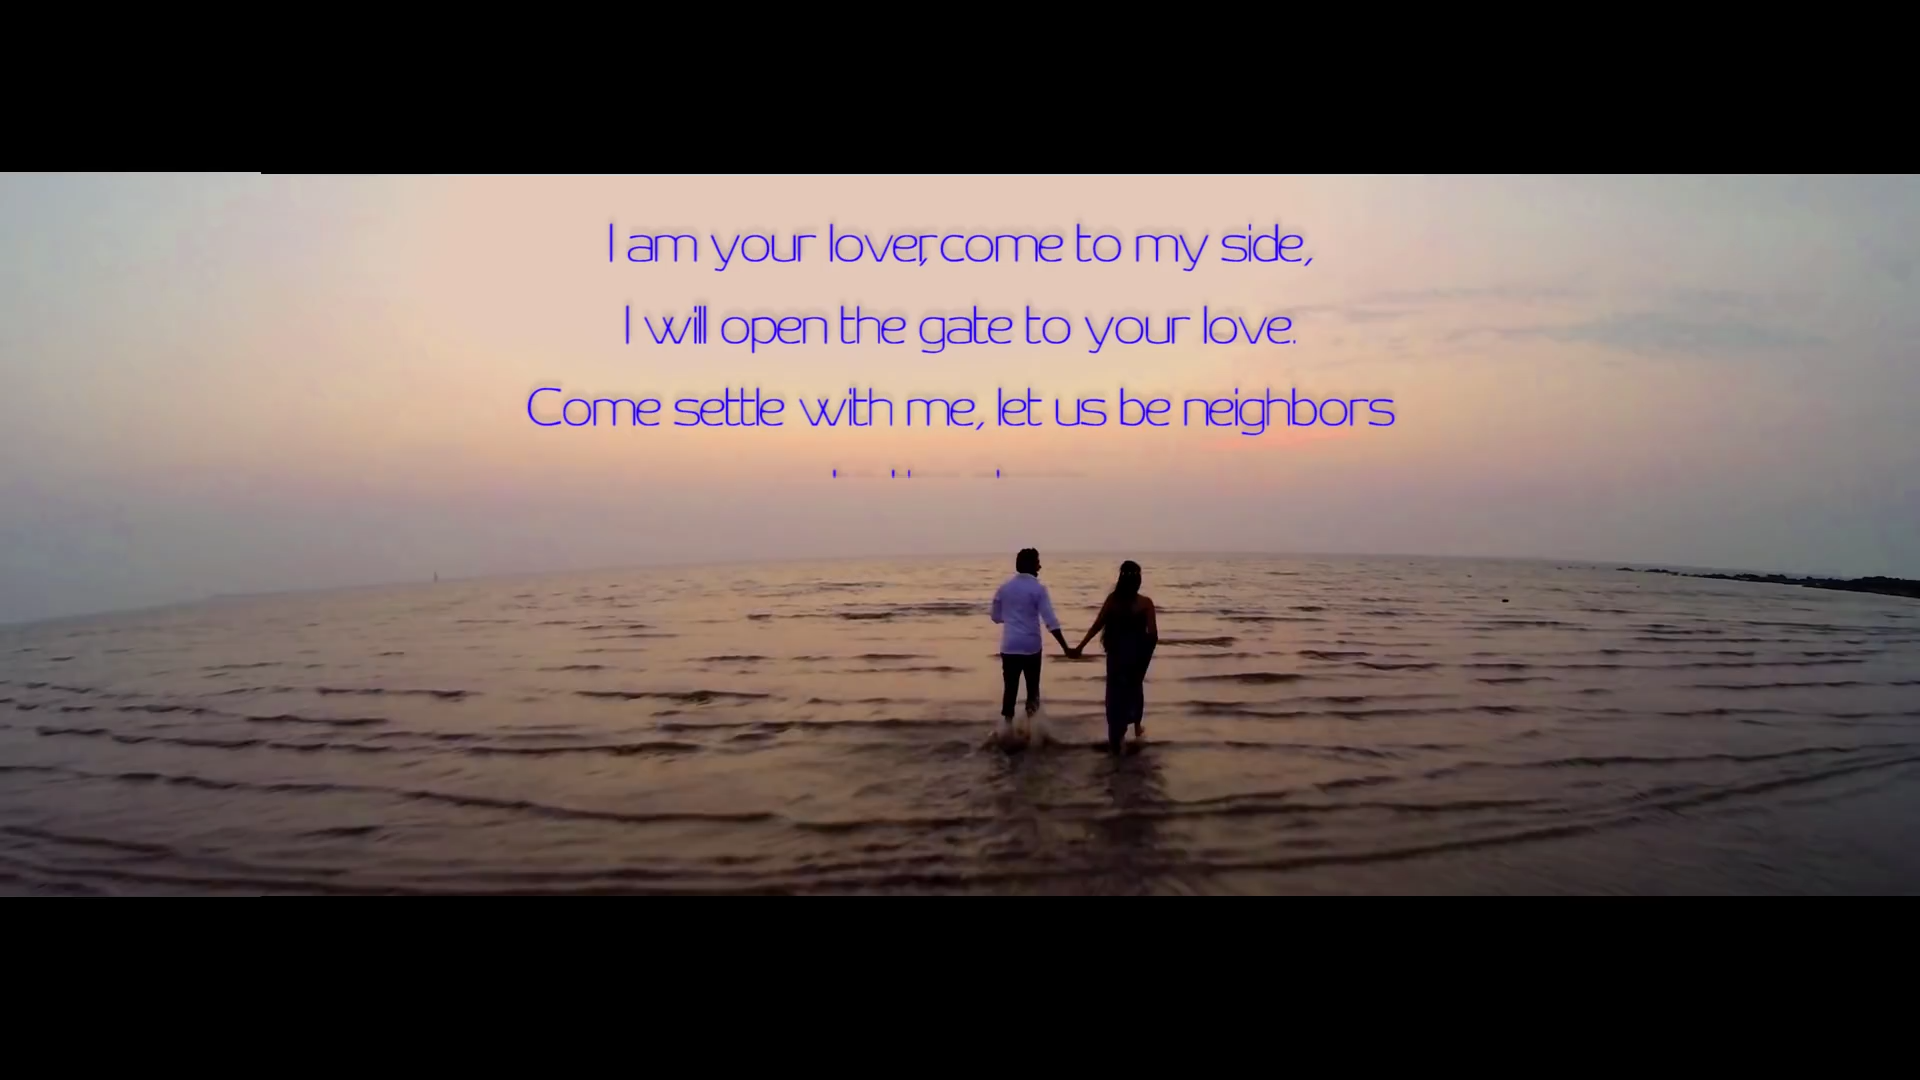 I am your lover, come to my side,
I will open the gate to your love.
Come settle with me, let us be neighbors